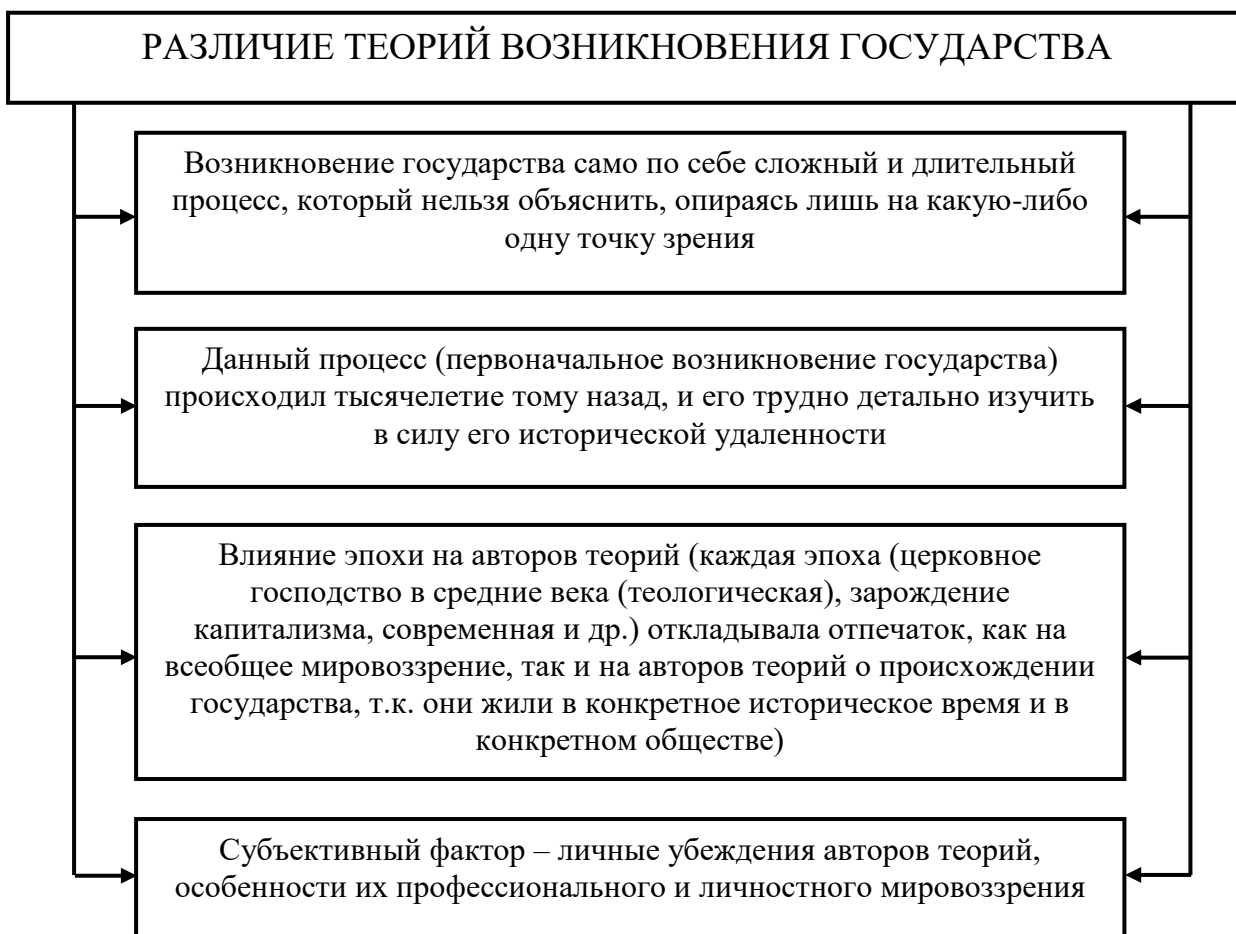 РАЗЛИЧИЕ ТЕОРИЙ ВОЗНИКНОВЕНИЯ ГОСУДАРСТВА
Возникновение государства само по себе сложный и длительный
процесс, который нельзя объяснить, опираясь лишь на какую-либо
одну точку зрения
Данный процесс (первоначальное возникновение государства)
происходил тысячелетие тому назад, и его трудно детально изучить
в силу его исторической удаленности
Влияние эпохи на авторов теорий (каждая эпоха (церковное
господство в средние века (теологическая), зарождение
капитализма, современная и др.) откладывала отпечаток, как на
всеобщее мировоззрение, так и на авторов теорий о происхождении
государства, т.к. они жили в конкретное историческое время и в
конкретном обществе)
Субъективный фактор – личные убеждения авторов теорий,
особенности их профессионального и личностного мировоззрения